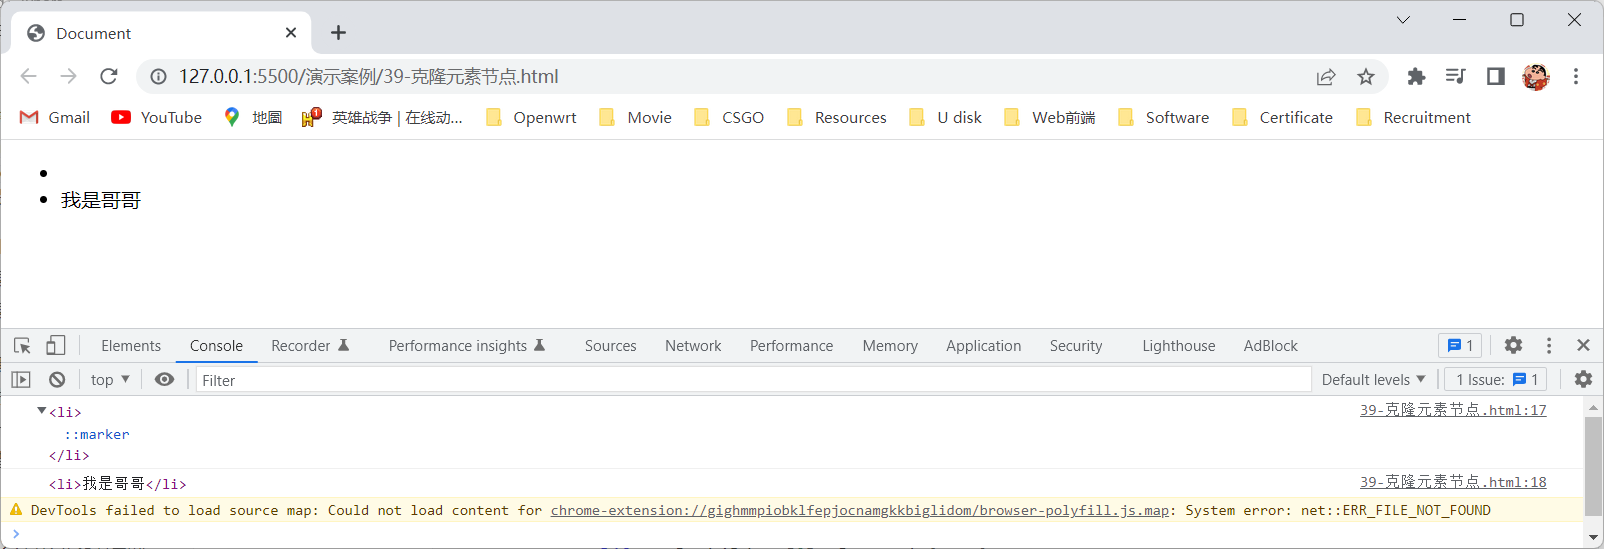 Document
127.0.0.1:5500/演示案例/39-克隆元素节点.html
Gmail YouTube 地圖 英雄战争 | 在线动... Openwrt Movie CSGO Resources U disk Web前端 Software Certificate Recruitment
我是哥哥
Elements Console Recorder Performance insights Sources Network Performance Memory Application Security Lighthouse AdBlock 1
top Filter Default levels 1 Issue: 1
<li> 39-克隆元素节点.html:17
::marker
</li>
<li>我是哥哥</li> 39-克隆元素节点.html:18
DevTools failed to load source map: Could not load content for chrome-extension://gighmmpiobklfepjocnamgkkbiglidom/browser-polyfill.js.map: System error: net::ERR_FILE_NOT_FOUND